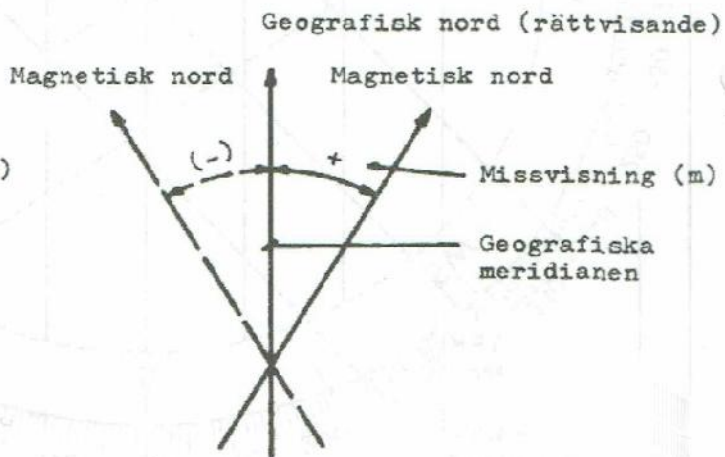 Geografisk nord (rättvisande)
Magnetisk nord
Magnetisk nord
)
(-)
+
Missvisning (m)
Geografiska
meridianen